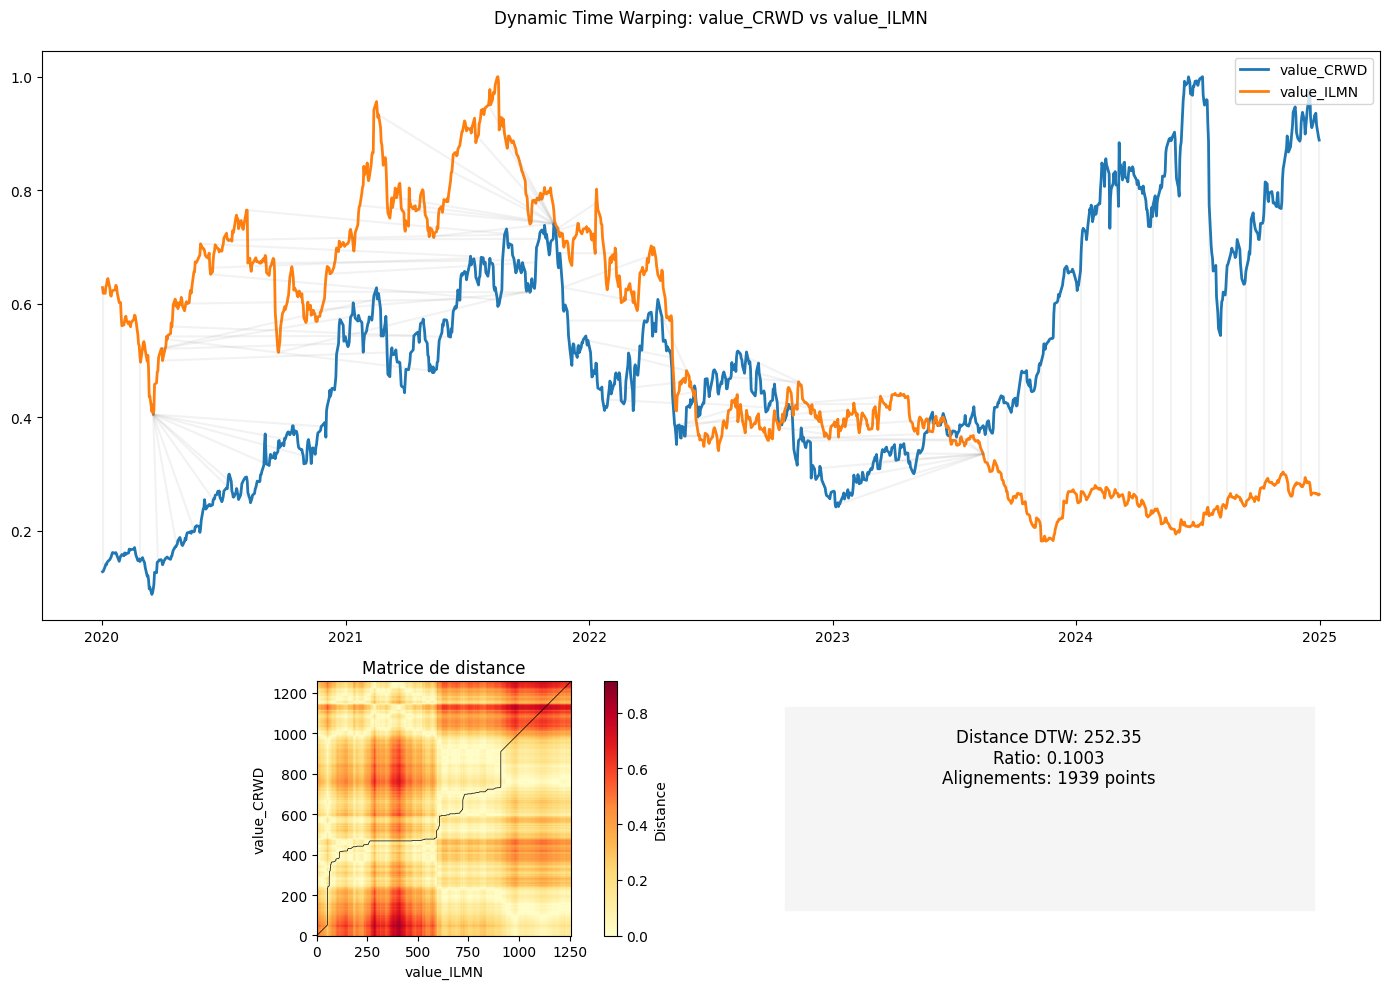 Dynamic Time Warping: value_CRWD vs value_ILMN
value_CRWD
value_ILMN
1.0
0.8
0.6
0.4
0.2
2020 2021 2022 2023 2024 2025
Matrice de distance
value_CRWD
1200
1000
800
600
400
200
0
0 250 500 750 1000 1250
value_ILMN
0.8
0.6
0.4
0.2
0.0
Distance
Distance DTW: 252.35
Ratio: 0.1003
Alignements: 1939 points